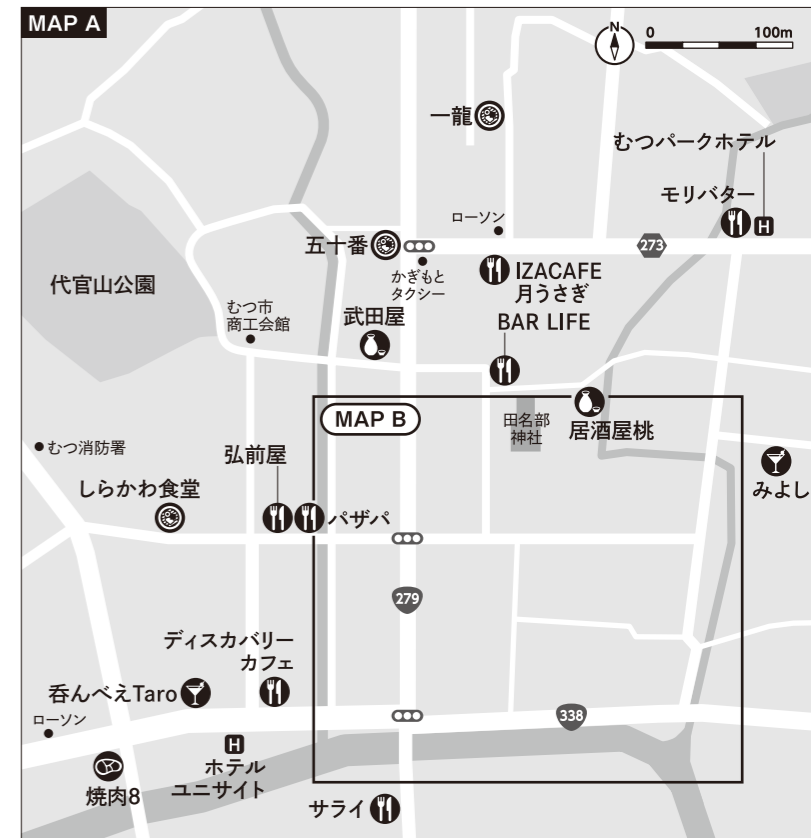 MAP A
N
0 100m
一龍
むつパークホテル
モリバター
H
ローソン
五十番
273
かぎもと
タクシー
IZACAFE
月うさぎ
代官山公園
むつ市
商工会館
武田屋
BAR LIFE
MAP B
田名部
神社
居酒屋桃
むつ消防署
弘前屋
みよし
しらかわ食堂
パザパ
279
ディスカバリー
カフェ
呑んべえTaro
ローソン
338
H
ホテル
ユニサイト
焼肉8
サライ